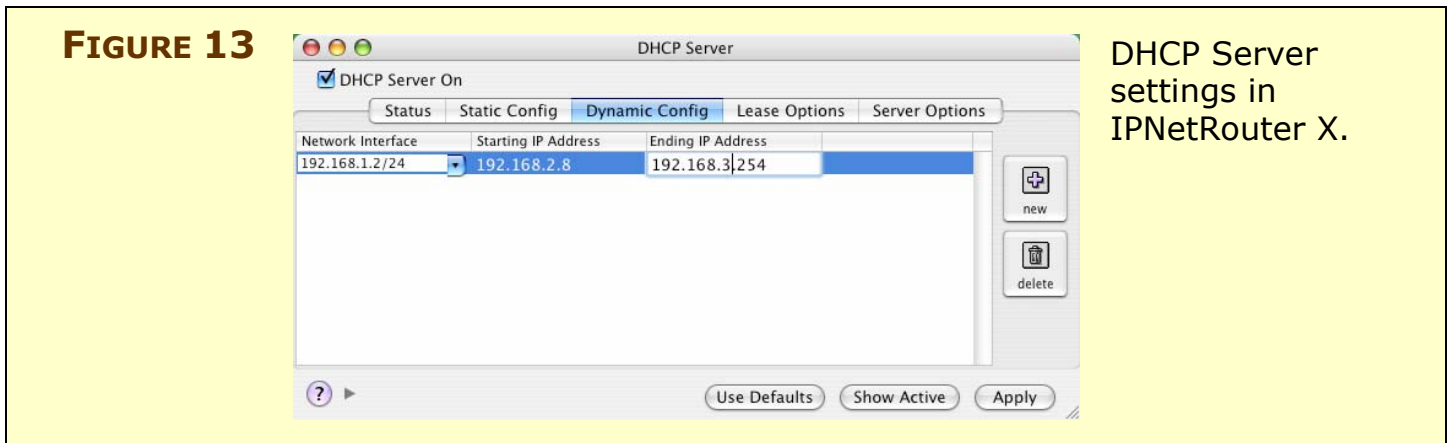 FIGURE 13
DHCP Server
DHCP Server On
Status Static Config Dynamic Config Lease Options Server Options
Network Interface Starting IP Address Ending IP Address
192.168.1.2/24 192.168.2.8 192.168.3.254
new
delete
?
Use Defaults Show Active Apply
DHCP Server
settings in
IPNetRouter X.